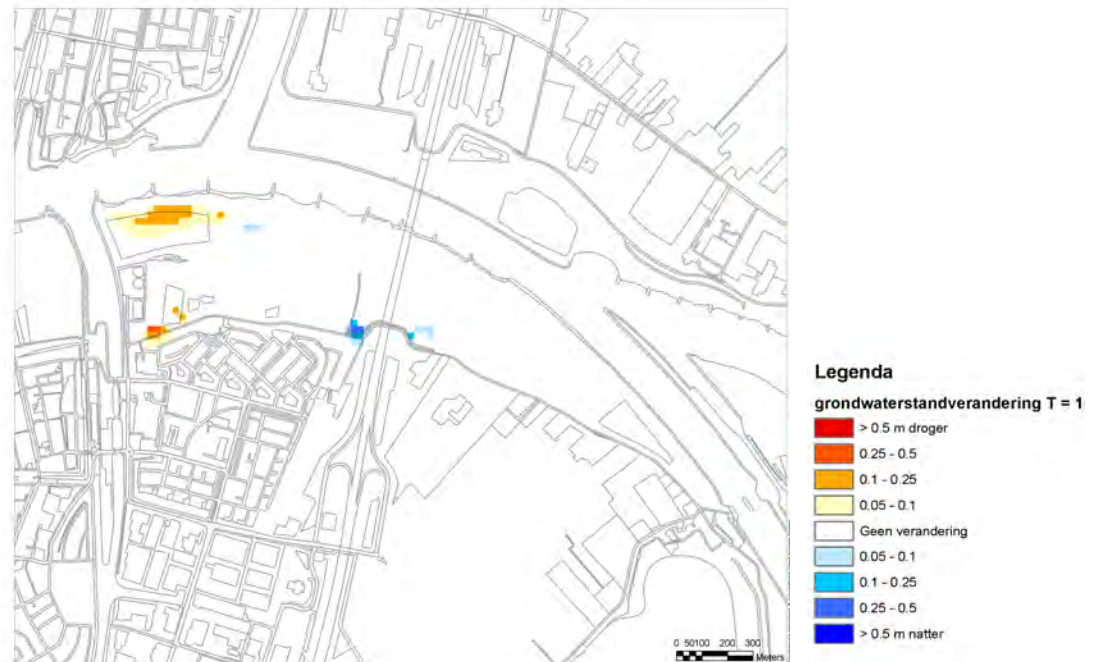 Legenda
grondwaterstandverandering T = 1
> 0.5 m droger
0.25 - 0.5
0.1 - 0.25
0.05 - 0.1
Geen verandering
0.05 - 0.1
0.1 - 0.25
0.25 - 0.5
> 0.5 m natter
0 50100 200 300
Meters